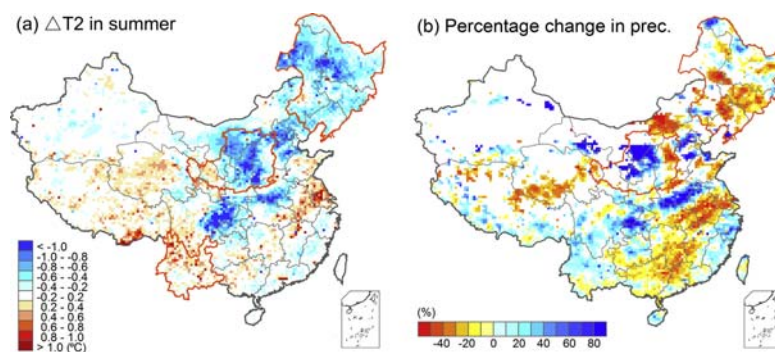 (a) △T2 in summer
(b) Percentage change in prec.
< -1.0
-1.0 - -0.8
-0.8 - -0.6
-0.6 - -0.4
-0.4 - -0.2
-0.2 - 0.2
0.2 - 0.4
0.4 - 0.6
0.6 - 0.8
0.8 - 1.0
> 1.0 (°C)
(%)
-40 -20 0 20 40 60 80